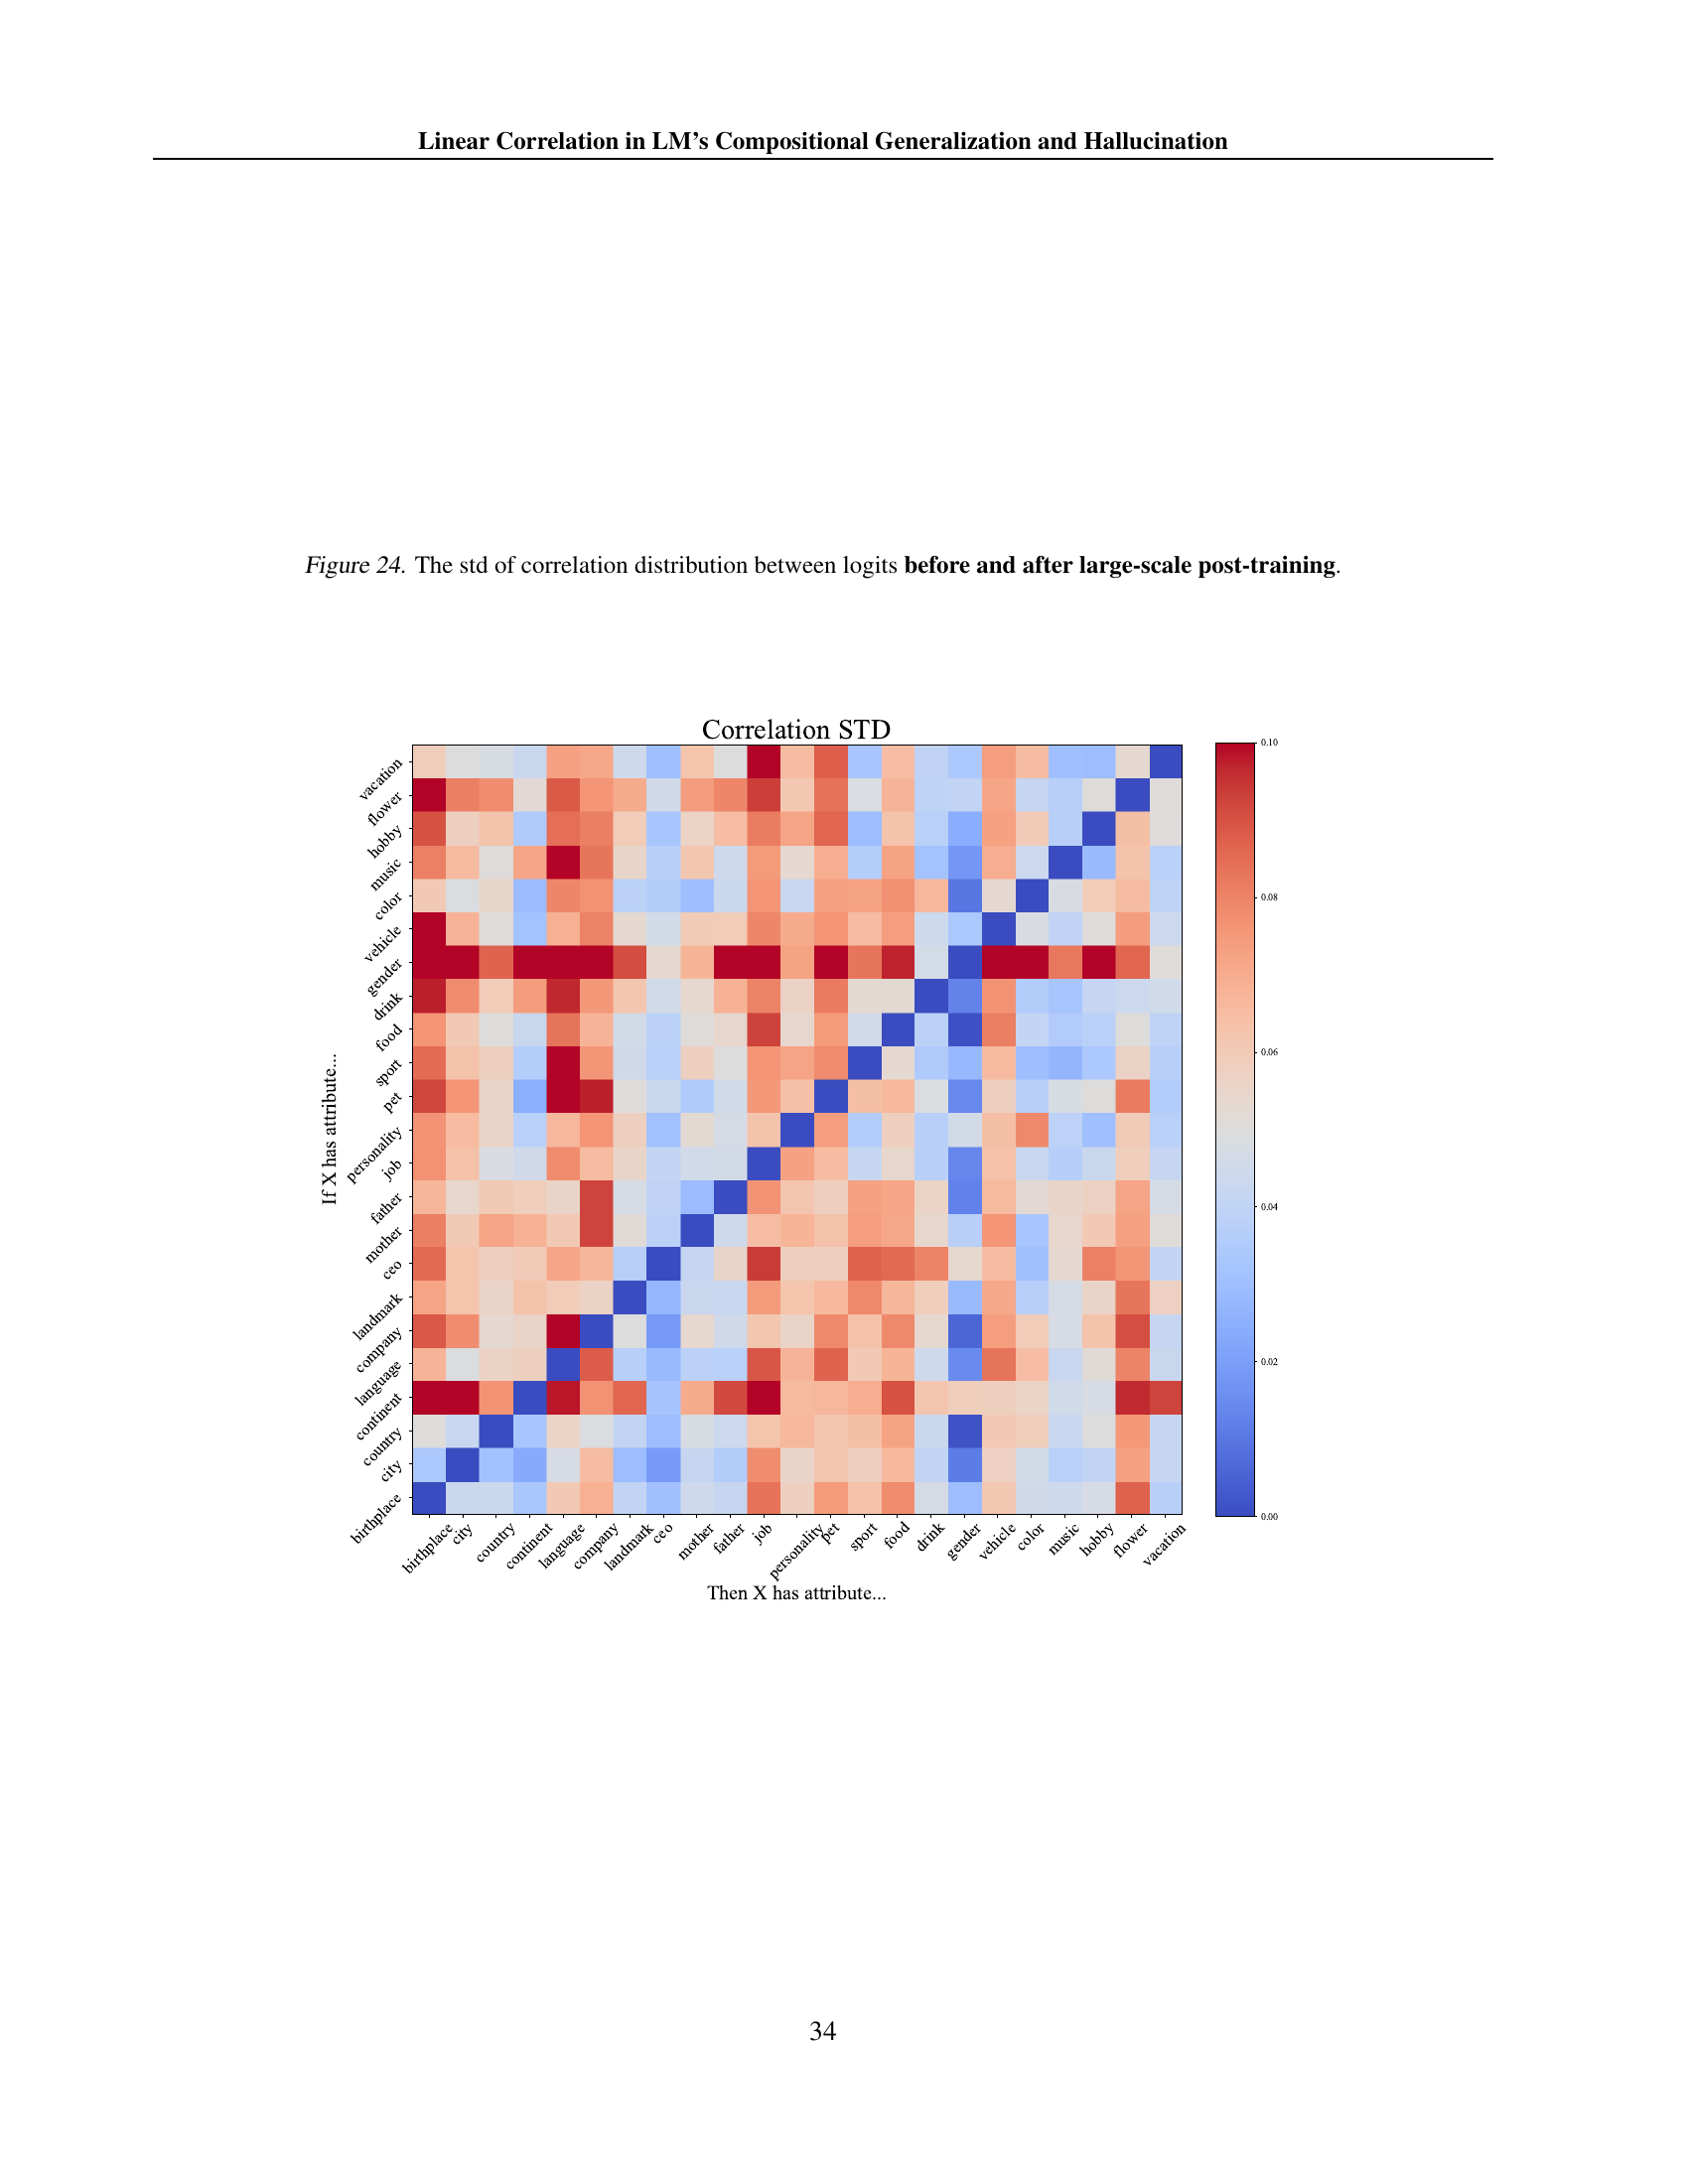 Linear Correlation in LM's Compositional Generalization and Hallucination
Figure 24. The std of correlation distribution between logits before and after large-scale post-training.
Correlation STD
If X has attribute...
vacation
flower
hobby
music
color
vehicle
gender
drink
food
sport
pet
personality
job
father
mother
ceo
landmark
company
language
continent
country
city
birthplace
birthplace
city
country
continent
language
company
landmark
ceo
mother
father
job
personality
pet
sport
food
drink
gender
vehicle
color
music
hobby
flower
vacation
Then X has attribute...
0.10
0.08
0.06
0.04
0.02
0.00
34